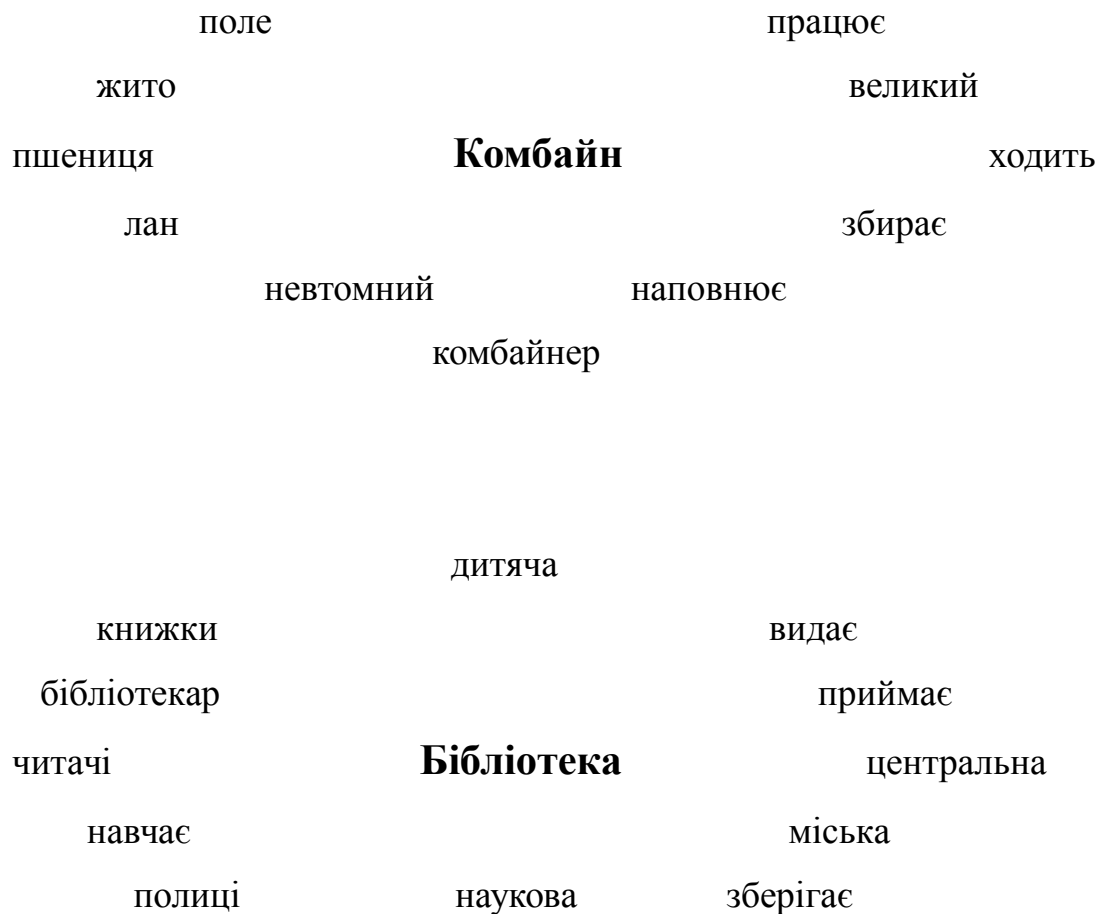 поле працює
жито великий
пшениця Комбайн ходить
лан збирає
невтомний наповнює
комбайнер
дитяча
книжки видає
бібліотекар приймає
читачі Бібліотека центральна
навчає міська
полиці наукова зберігає